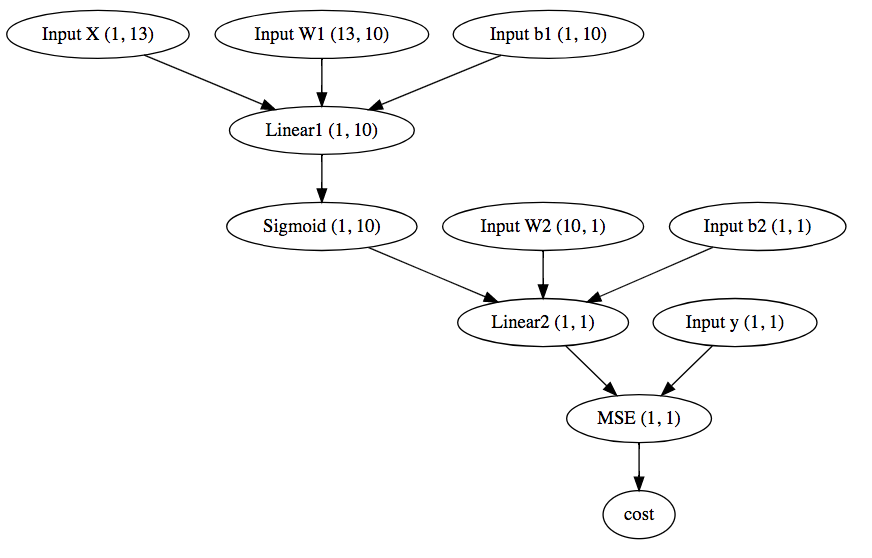 Input X (1, 13)
Input W1 (13, 10)
Input b1 (1, 10)
Linear1 (1, 10)
Sigmoid (1, 10)
Input W2 (10, 1)
Input b2 (1, 1)
Linear2 (1, 1)
Input y (1, 1)
MSE (1, 1)
cost